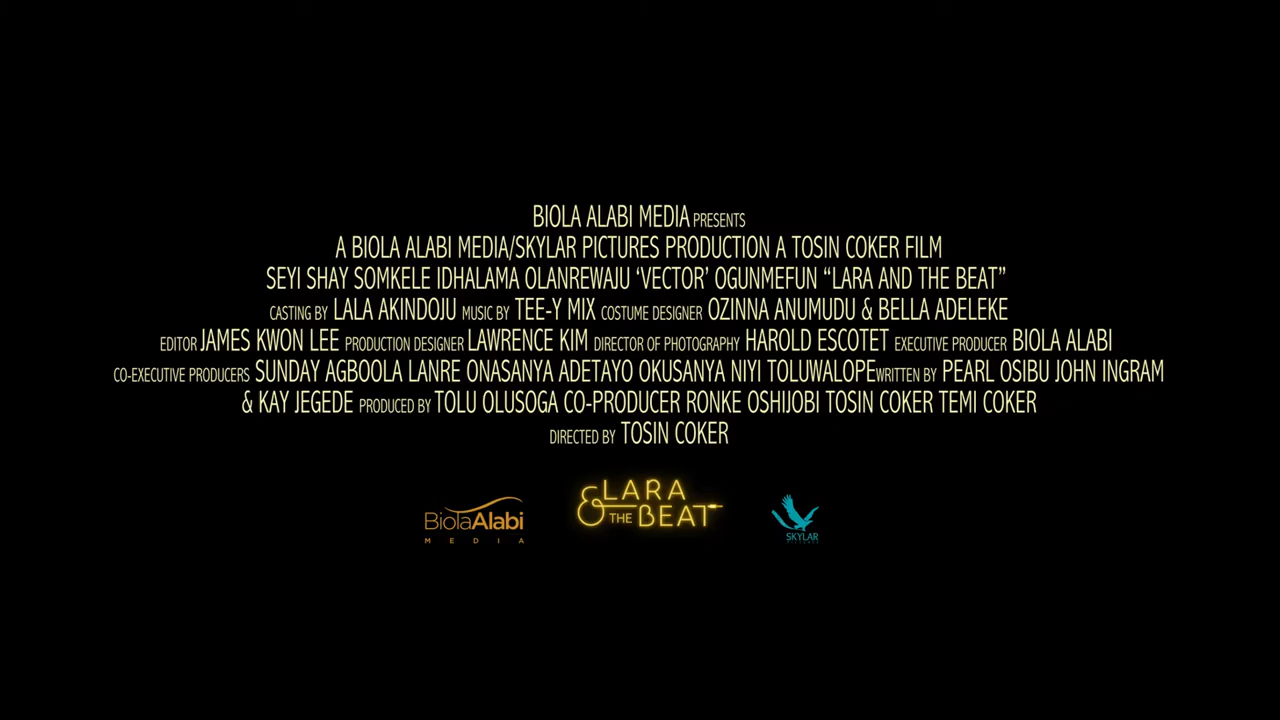 BIOLA ALABI MEDIA PRESENTS
A BIOLA ALABI MEDIA/SKYLAR PICTURES PRODUCTION A TOSIN COKER FILM
SEYI SHAY SOMKELE IDHALAMA OLANREWAJU ‘VECTOR’ OGUNMEFUN “LARA AND THE BEAT”
CASTING BY LALA AKINDOJU MUSIC BY TEE-Y MIX COSTUME DESIGNER OZINNA ANUMUDU & BELLA ADELEKE
EDITOR JAMES KWON LEE PRODUCTION DESIGNER LAWRENCE KIM DIRECTOR OF PHOTOGRAPHY HAROLD ESCOTET EXECUTIVE PRODUCER BIOLA ALABI
CO-EXECUTIVE PRODUCERS SUNDAY AGBOOLA LANRE ONASANYA ADETAYO OKUSANYA NIYI TOLUWALOPEWRITTEN BY PEARL OSIBU JOHN INGRAM
& KAY JEGEDE PRODUCED BY TOLU OLUSOGA CO-PRODUCER RONKE OSHIJOBI TOSIN COKER TEMI COKER
DIRECTED BY TOSIN COKER
BiolaAlabi
MEDIA
LARA
& THE BEAT
SKYLAR
PICTURES